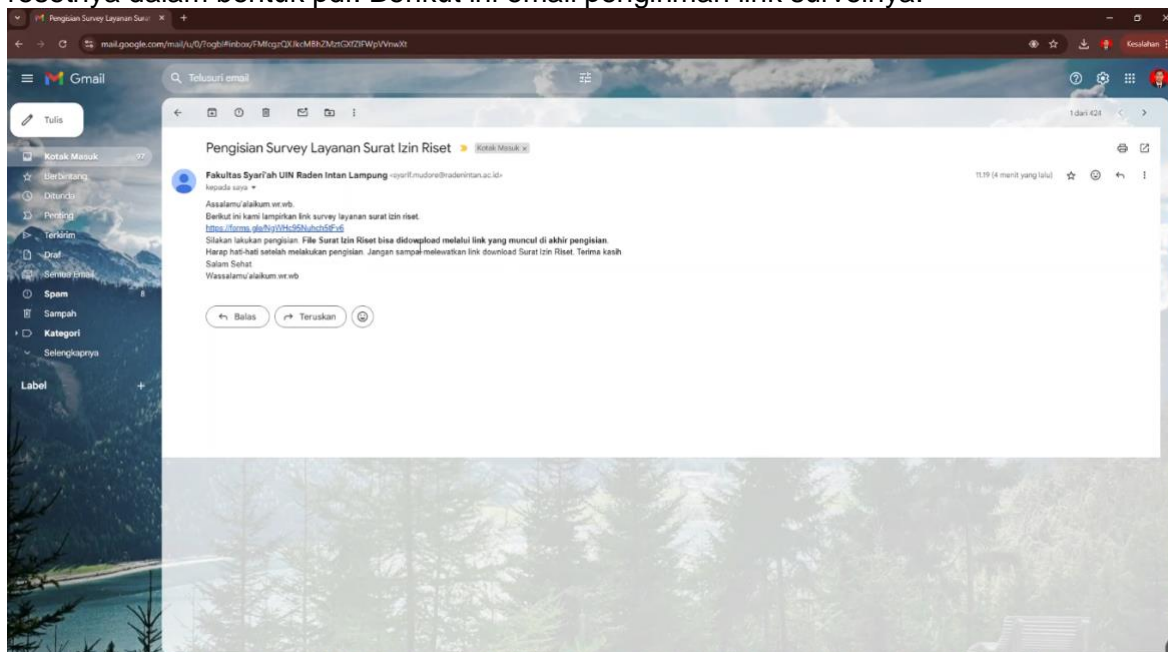 resetnya dalam bentuk pdf. Berikut ini email pengiriman link surveinya:
Pengisian Survey Layanan Surat
mail.google.com/mail/u/0/?ogbl#inbox/
Kesalahan
Gmail
Telusuri email
Tulis
1 dari 424
Kotak Masuk 97
Berbintang
Ditunda
Penting
Terkirim
Draf
Semua Email
Spam 8
Sampah
Kategori
Selengkapnya
Label +
Pengisian Survey Layanan Surat Izin Riset Kotak Masuk x
Fakultas Syari'ah UIN Raden Intan Lampung <syarif.mudore@radenintan.ac.id> 11.19 (4 menit yang lalu)
kepada saya
Assalamu'alaikum.wr.wb.
Berikut ini kami lampirkan link survey layanan surat izin riset.
Silakan lakukan pengisian. File Surat Izin Riset bisa didowpload melalui link yang muncul di akhir pengisian.
Harap hati-hati setelah melakukan pengisian. Jangan sampai melewatkan link download Surat Izin Riset. Terima kasih
Salam Sehat.
Wassalamu'alaikum.wr.wb
Balas Teruskan